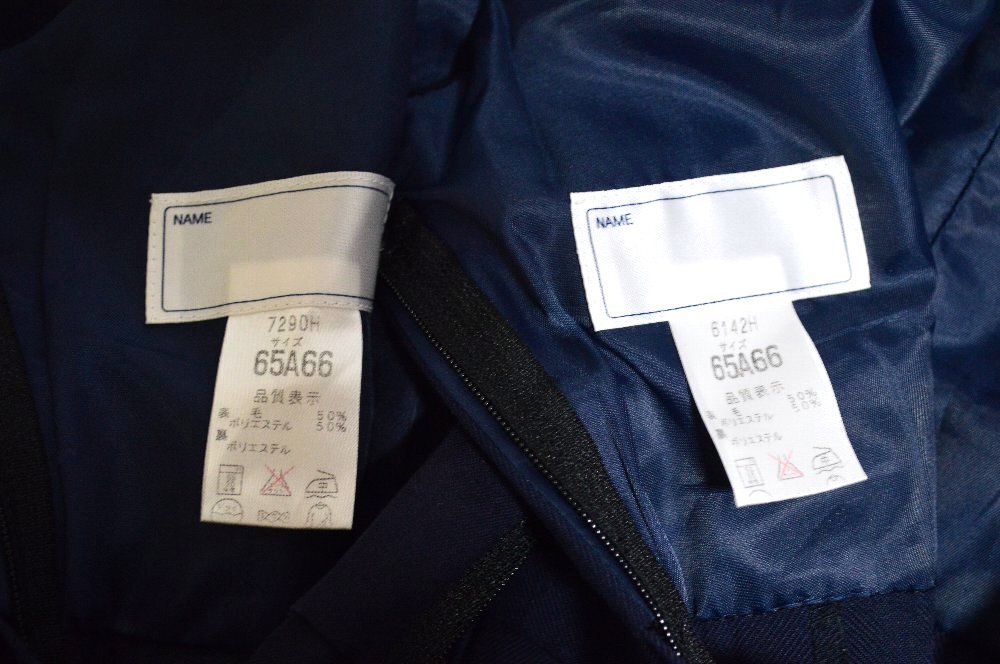 NAME
7290H
サイズ
65A66
品質表示
表 毛 50%
ポリエステル 50%
裏
ポリエステル
NAME
6142H
サイズ
65A66
品質表示
表 毛 50%
ポリエステル 50%
裏
ポリエステル